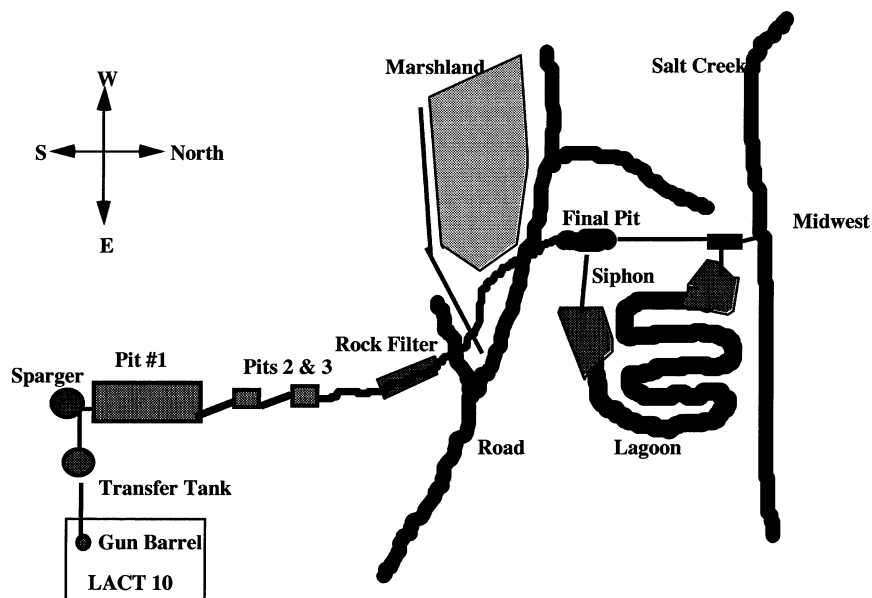 Marshland
Salt Creek
W
S
North
E
Final Pit
Midwest
Siphon
Rock Filter
Pit #1
Pits 2 & 3
Sparger
Road
Lagoon
Transfer Tank
Gun Barrel
LACT 10